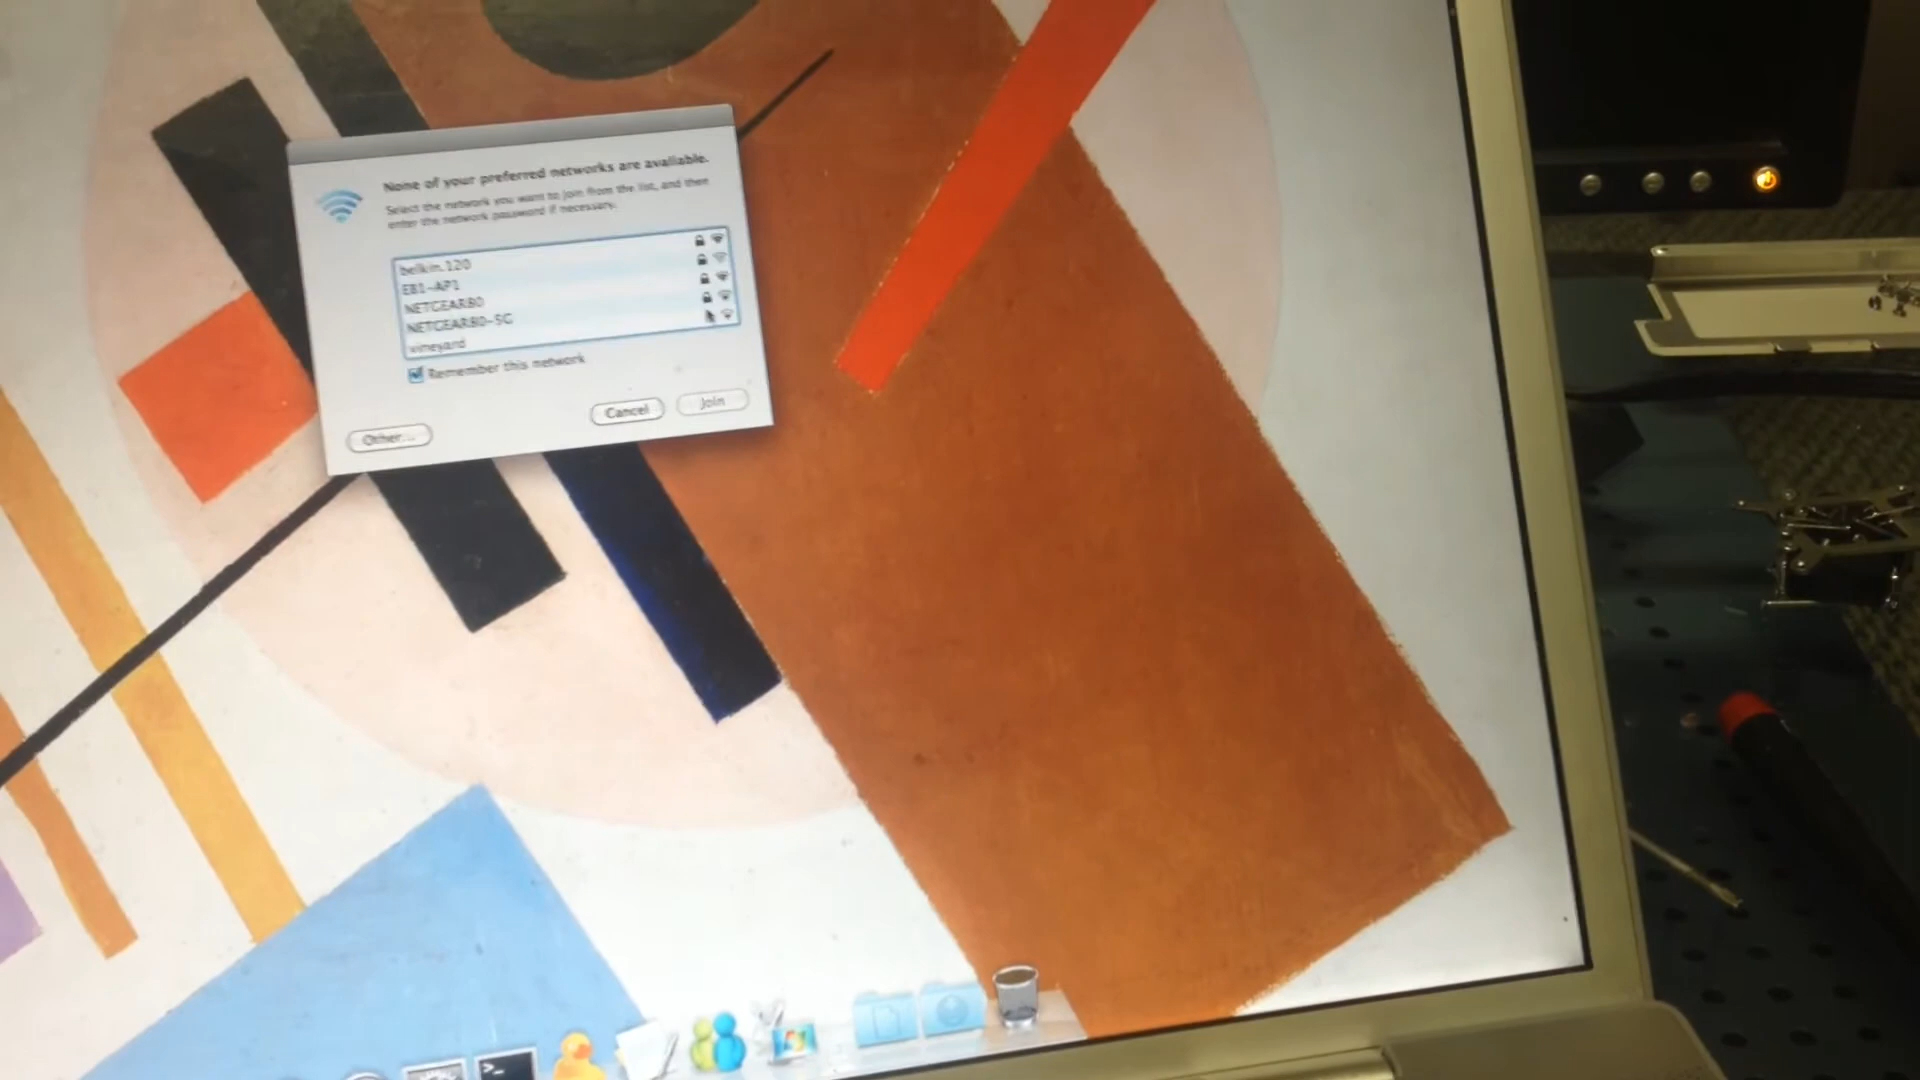 None of your preferred networks are available.
Select the network you want to join from the list, and then
enter the network password if necessary.
belkin.120
EB1-AP1
NETGEAR80
NETGEAR80-5G
vineyard
Remember this network
Other...
Cancel
Join
>_